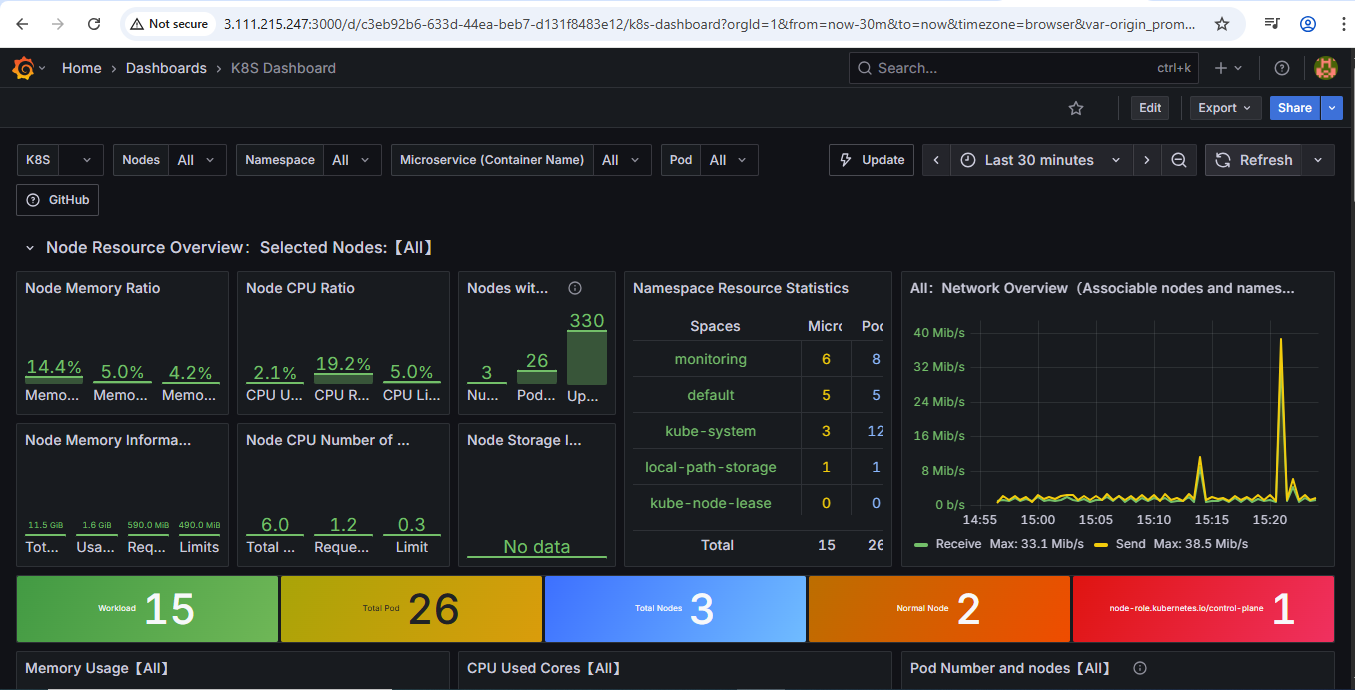 Not secure 3.111.215.247:3000/d/c3eb92b6-633d-44ea-beb7-d131f8483e12/k8s-dashboard?orgId=1&from=now-30m&to=now&timezone=browser&var-origin_prom...
Home › Dashboards › K8S Dashboard
Search... ctrl+k
Edit Export Share
K8S Nodes All Namespace All Microservice (Container Name) All Pod All Update Last 30 minutes Refresh
GitHub
Node Resource Overview：Selected Nodes:【All】
Node Memory Ratio
14.4% 5.0% 4.2%
Memo... Memo... Memo...
Node CPU Ratio
2.1% 19.2% 5.0%
CPU U... CPU R... CPU Li...
Nodes wit...
3 26 330
Nu... Pod... Up...
Node Memory Informa...
11.5 GiB 1.6 GiB 590.0 MiB 490.0 MiB
Tot... Usa... Req... Limits
Node CPU Number of ...
6.0 1.2 0.3
Total ... Reque... Limit
Node Storage I...
No data
Namespace Resource Statistics
Spaces Micro Poc
monitoring 6 8
default 5 5
kube-system 3 12
local-path-storage 1 1
kube-node-lease 0 0
Total 15 26
All：Network Overview（Associable nodes and names...
40 Mib/s
32 Mib/s
24 Mib/s
16 Mib/s
8 Mib/s
0 b/s
14:55 15:00 15:05 15:10 15:15 15:20
Receive Max: 33.1 Mib/s Send Max: 38.5 Mib/s
Workload 15
Total Pod 26
Total Nodes 3
Normal Node 2
node-role.kubernetes.io/control-plane 1
Memory Usage【All】
CPU Used Cores【All】
Pod Number and nodes【All】